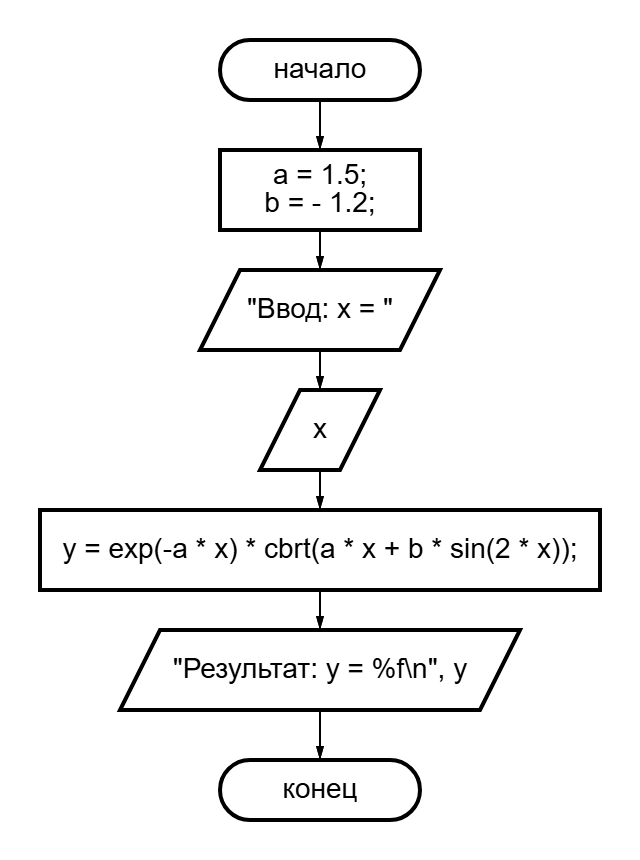 начало
a = 1.5;
b = - 1.2;
"Ввод: x = "
x
y = exp(-a * x) * cbrt(a * x + b * sin(2 * x));
"Результат: y = %f\n", y
конец